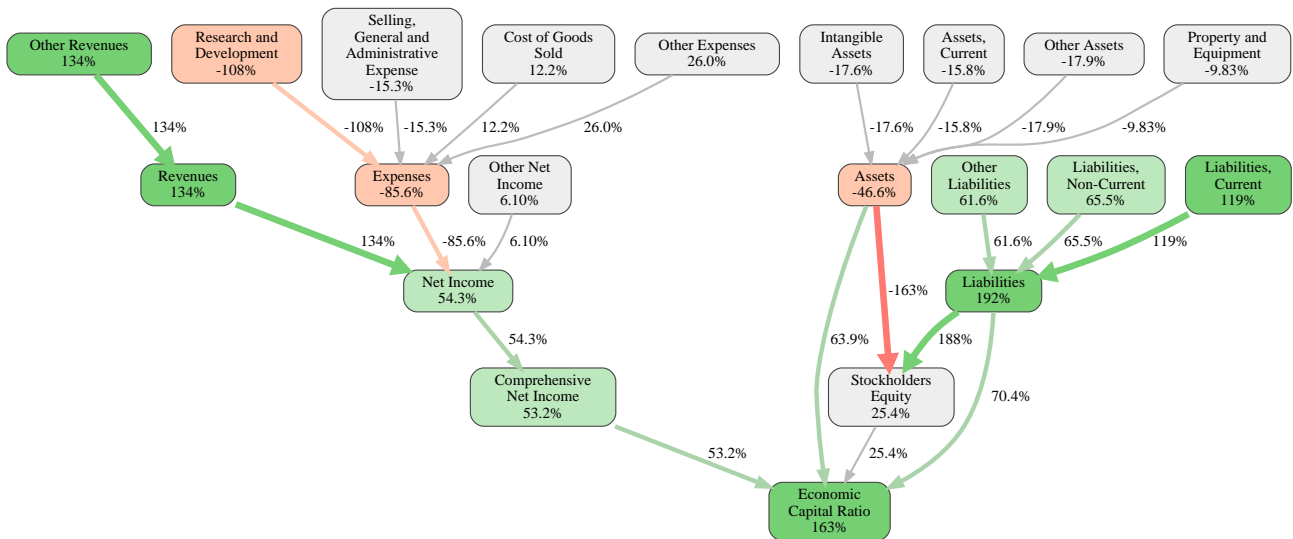 Other Revenues
134%
Research and
Development
-108%
Selling,
General and
Administrative
Expense
-15.3%
Cost of Goods
Sold
12.2%
Other Expenses
26.0%
Intangible
Assets
-17.6%
Assets,
Current
-15.8%
Other Assets
-17.9%
Property and
Equipment
-9.83%
134%
-108%
-15.3%
12.2%
26.0%
-17.6%
-15.8%
-17.9%
-9.83%
Revenues
134%
Expenses
-85.6%
Other Net
Income
6.10%
Assets
-46.6%
Other
Liabilities
61.6%
Liabilities,
Non-Current
65.5%
Liabilities,
Current
119%
134%
-85.6%
6.10%
61.6%
65.5%
119%
Net Income
54.3%
-163%
Liabilities
192%
54.3%
63.9%
188%
Comprehensive
Net Income
53.2%
Stockholders
Equity
25.4%
70.4%
53.2%
25.4%
Economic
Capital Ratio
163%